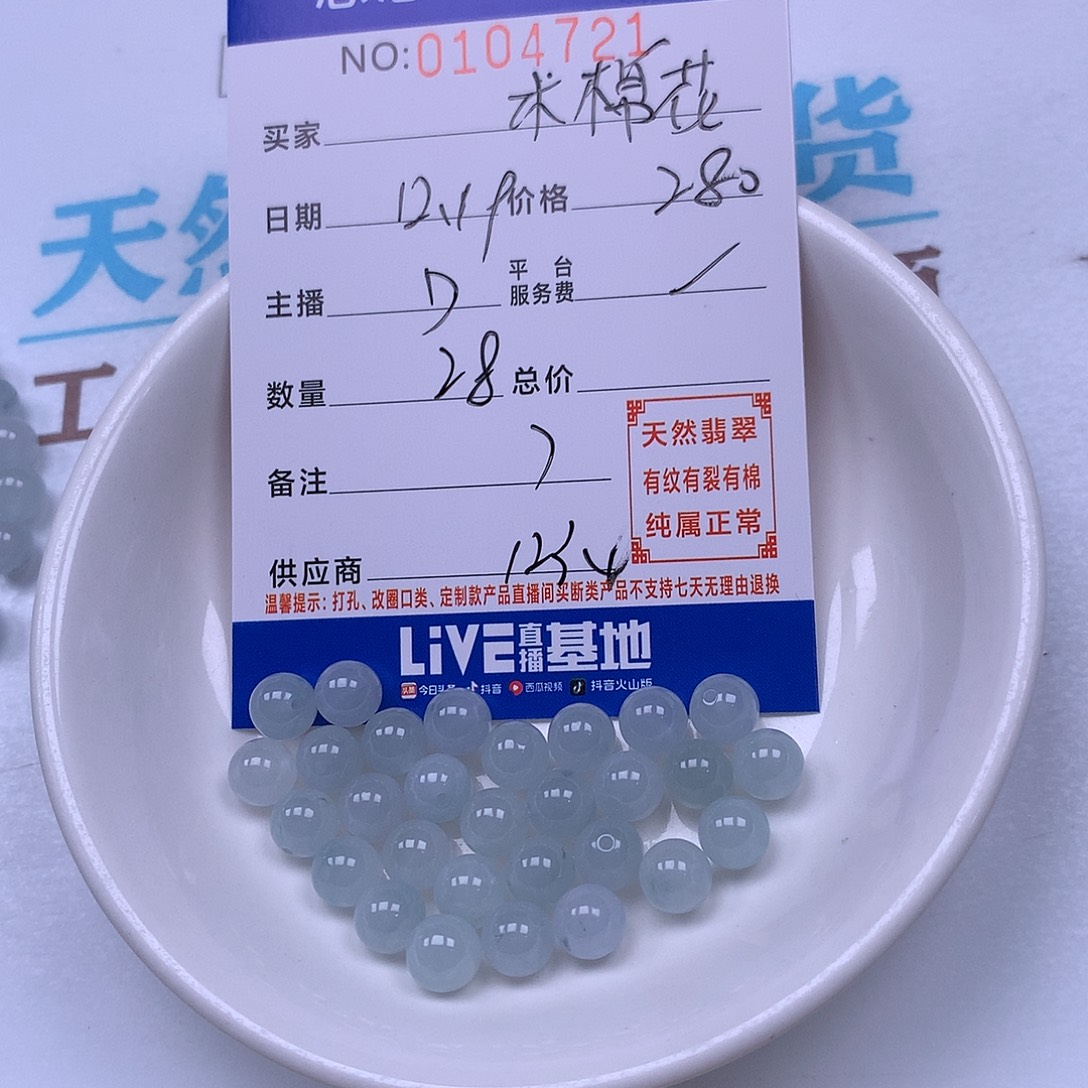 NO:0104721
买家 木棉花
日期 12.19 价格 280
主播 7 平台服务费 /
数量 28 总价
备注
供应商
天然翡翠
有纹有裂有棉
纯属正常
温馨提示：打孔、改圈口类、定制款产品直播间买断类产品不支持七天无理由退换
LiVE直播基地
今日头条 抖音 西瓜视频 抖音火山版
天然
货
工